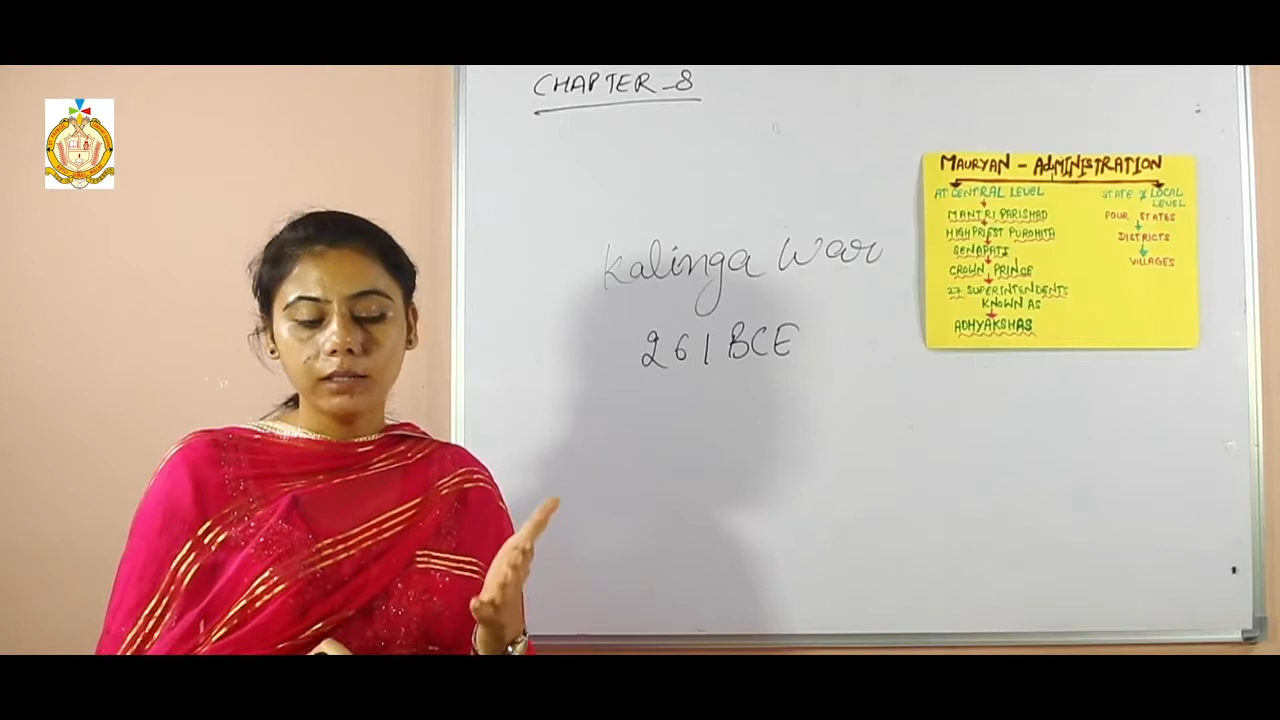 CHAPTER-8
Kalinga War
261 BCE
MAURYAN - ADMINISTRATION
AT CENTRAL LEVEL
MANTRI PARISHAD
HIGH PRIEST PUROHITA
SENAPATI
CROWN PRINCE
27 SUPERINTENDENTS
KNOWN AS
ADHYAKSHAS
STATE & LOCAL
LEVEL
FOUR STATES
DISTRICTS
VILLAGES